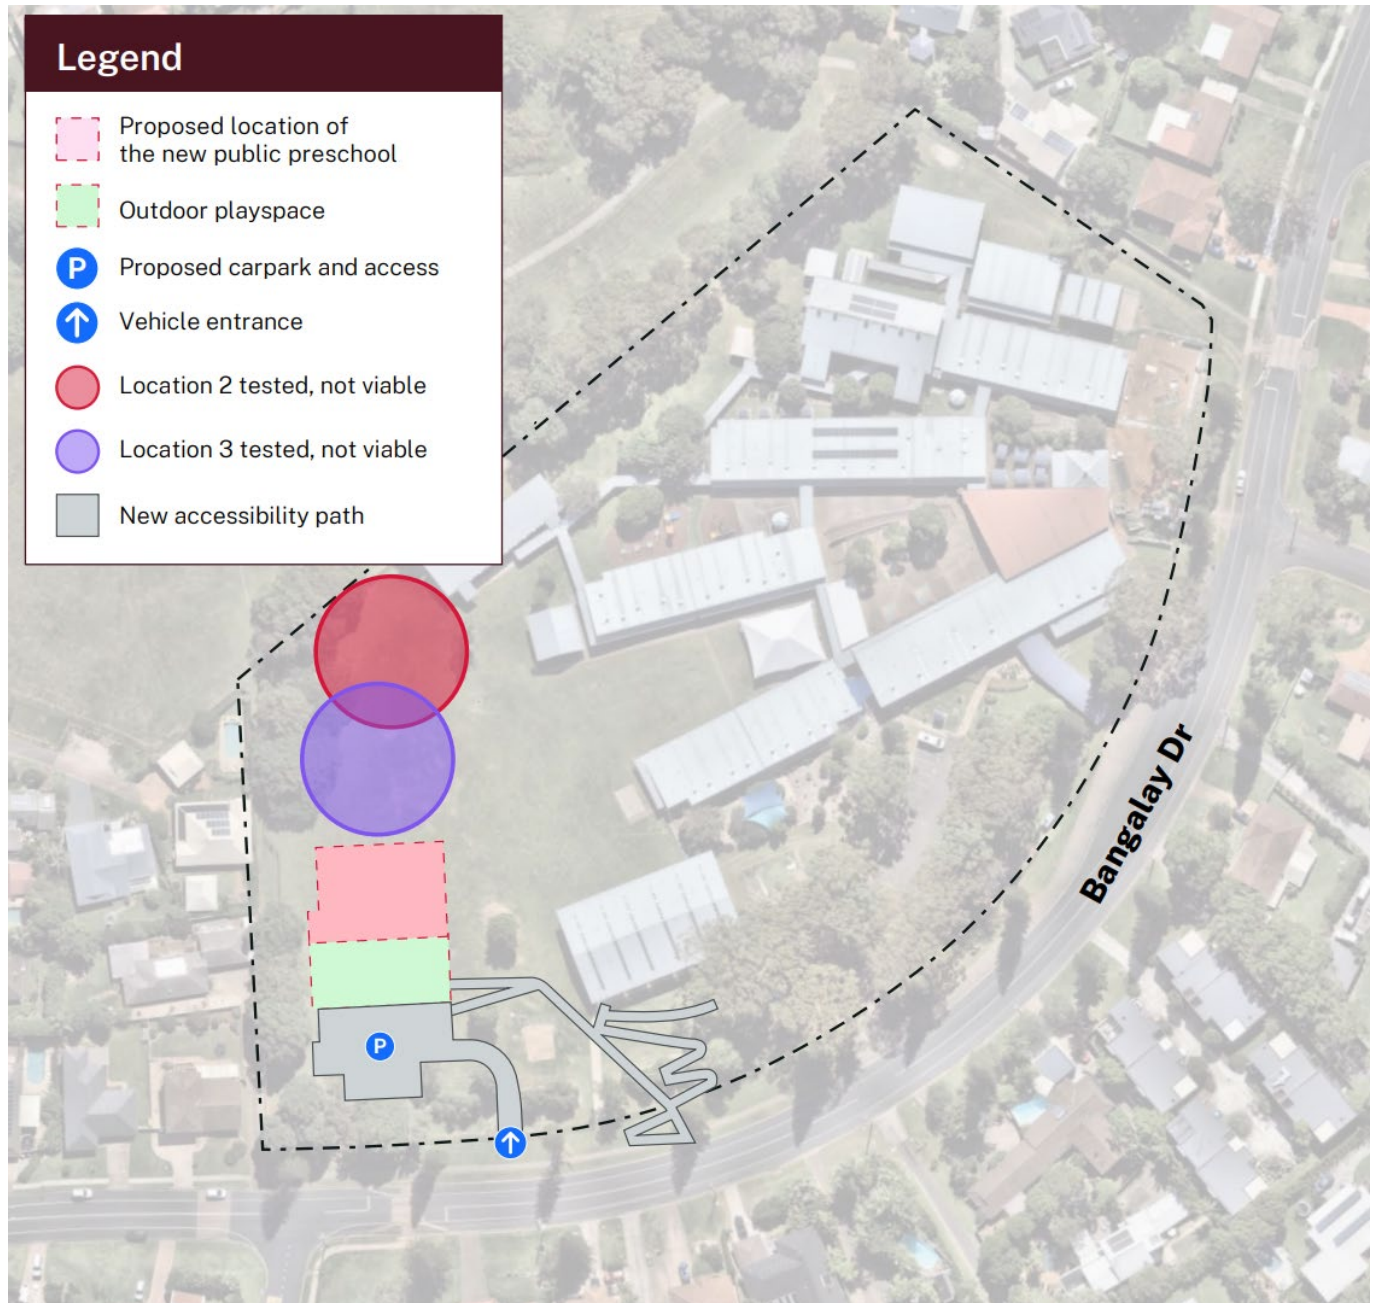 Legend
Proposed location of
the new public preschool
Outdoor playspace
P
Proposed carpark and access
Vehicle entrance
Location 2 tested, not viable
Location 3 tested, not viable
New accessibility path
Bangalay Dr
P